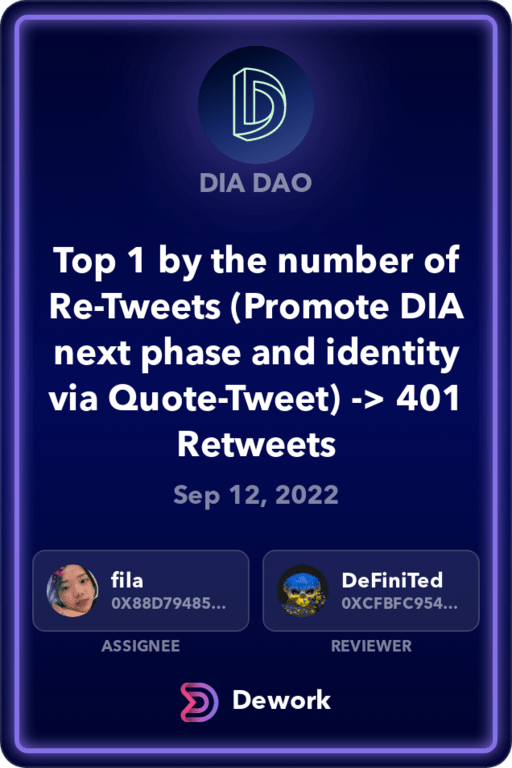 DIA DAO
Top 1 by the number of
Re-Tweets (Promote DIA
next phase and identity
via Quote-Tweet) -> 401
Retweets
Sep 12, 2022
fila
0X88D79485...
ASSIGNEE
DeFiniTed
0XCFBFC954...
REVIEWER
Dework